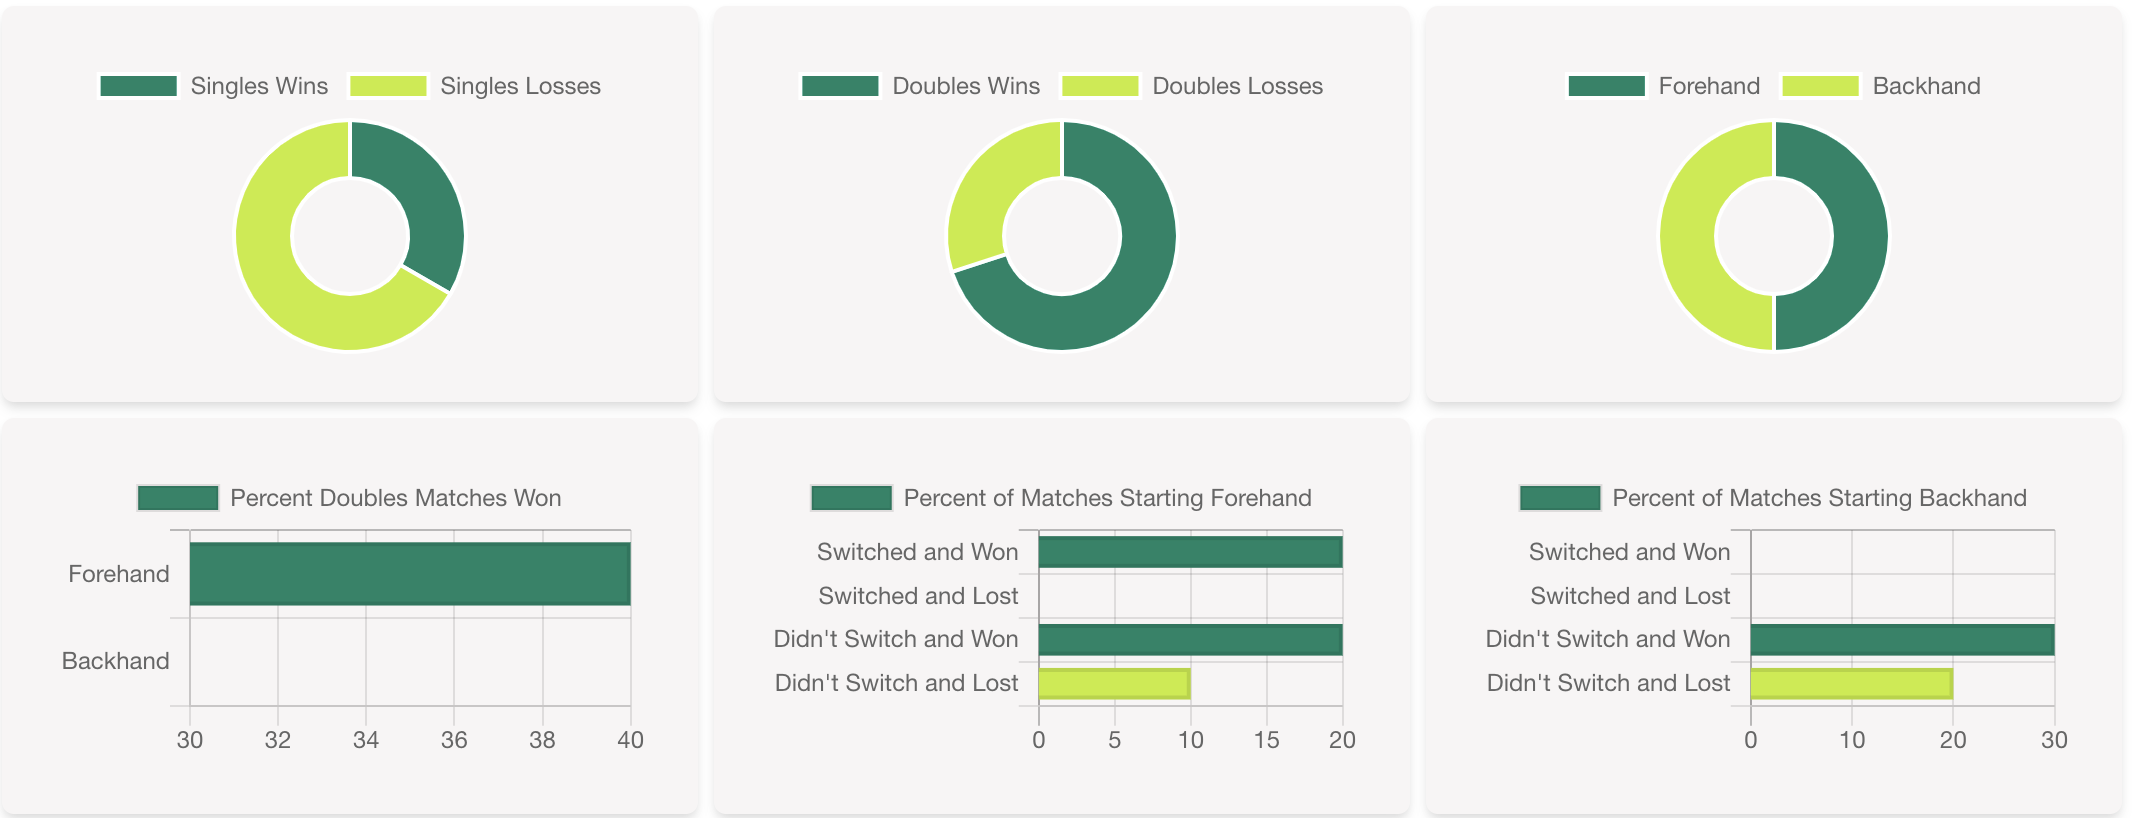 Singles Wins Singles Losses
Doubles Wins Doubles Losses
Forehand Backhand
Percent Doubles Matches Won
Forehand
Backhand
30 32 34 36 38 40
Percent of Matches Starting Forehand
Switched and Won
Switched and Lost
Didn't Switch and Won
Didn't Switch and Lost
0 5 10 15 20
Percent of Matches Starting Backhand
Switched and Won
Switched and Lost
Didn't Switch and Won
Didn't Switch and Lost
0 10 20 30